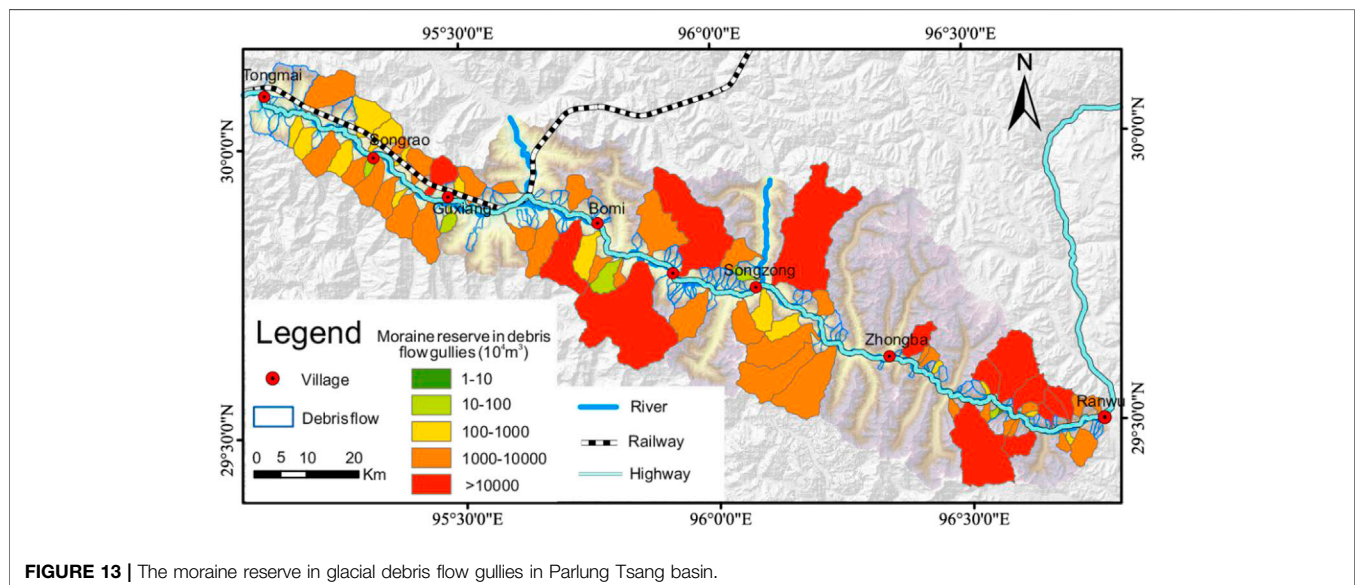 95°30'0"E 96°0'0"E 96°30'0"E
N
Tongmai
30°0'0"N
30°0'0"N
Songrao
Guxiang
Bomi
Songzong
Zhongba
Ranwu
29°30'0"N
29°30'0"N
Legend
Moraine reserve in debris
flow gullies (10⁴m³)
Village
Debris flow
0 5 10 20
Km
1-10
10-100
100-1000
1000-10000
>10000
River
Railway
Highway
95°30'0"E 96°0'0"E 96°30'0"E
FIGURE 13 | The moraine reserve in glacial debris flow gullies in Parlung Tsang basin.